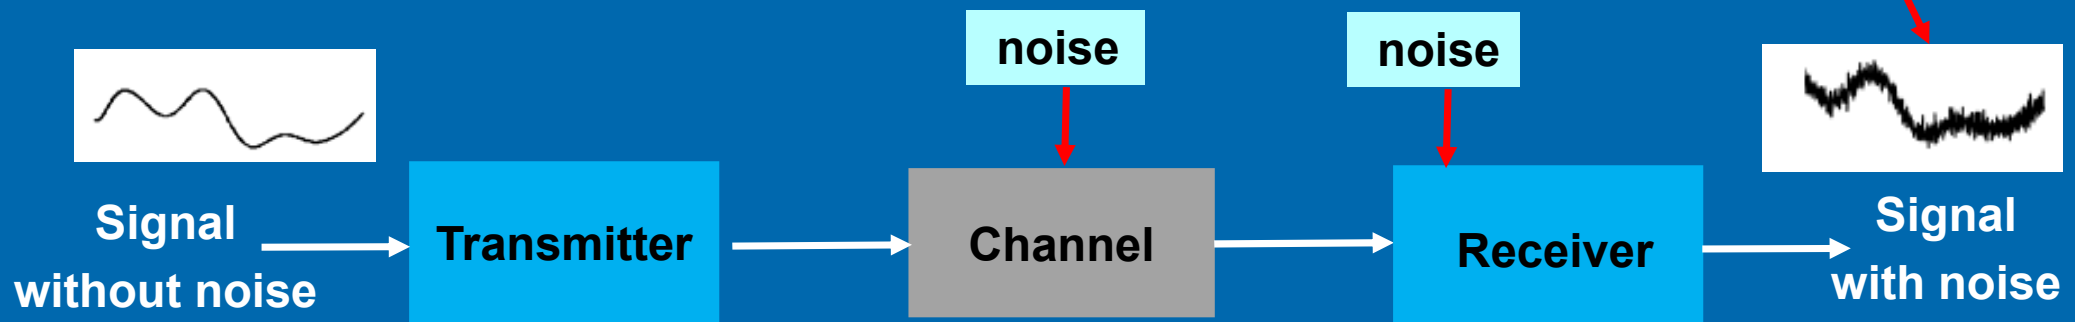 noise
noise
Signal
without noise
Transmitter
Channel
Receiver
Signal
with noise